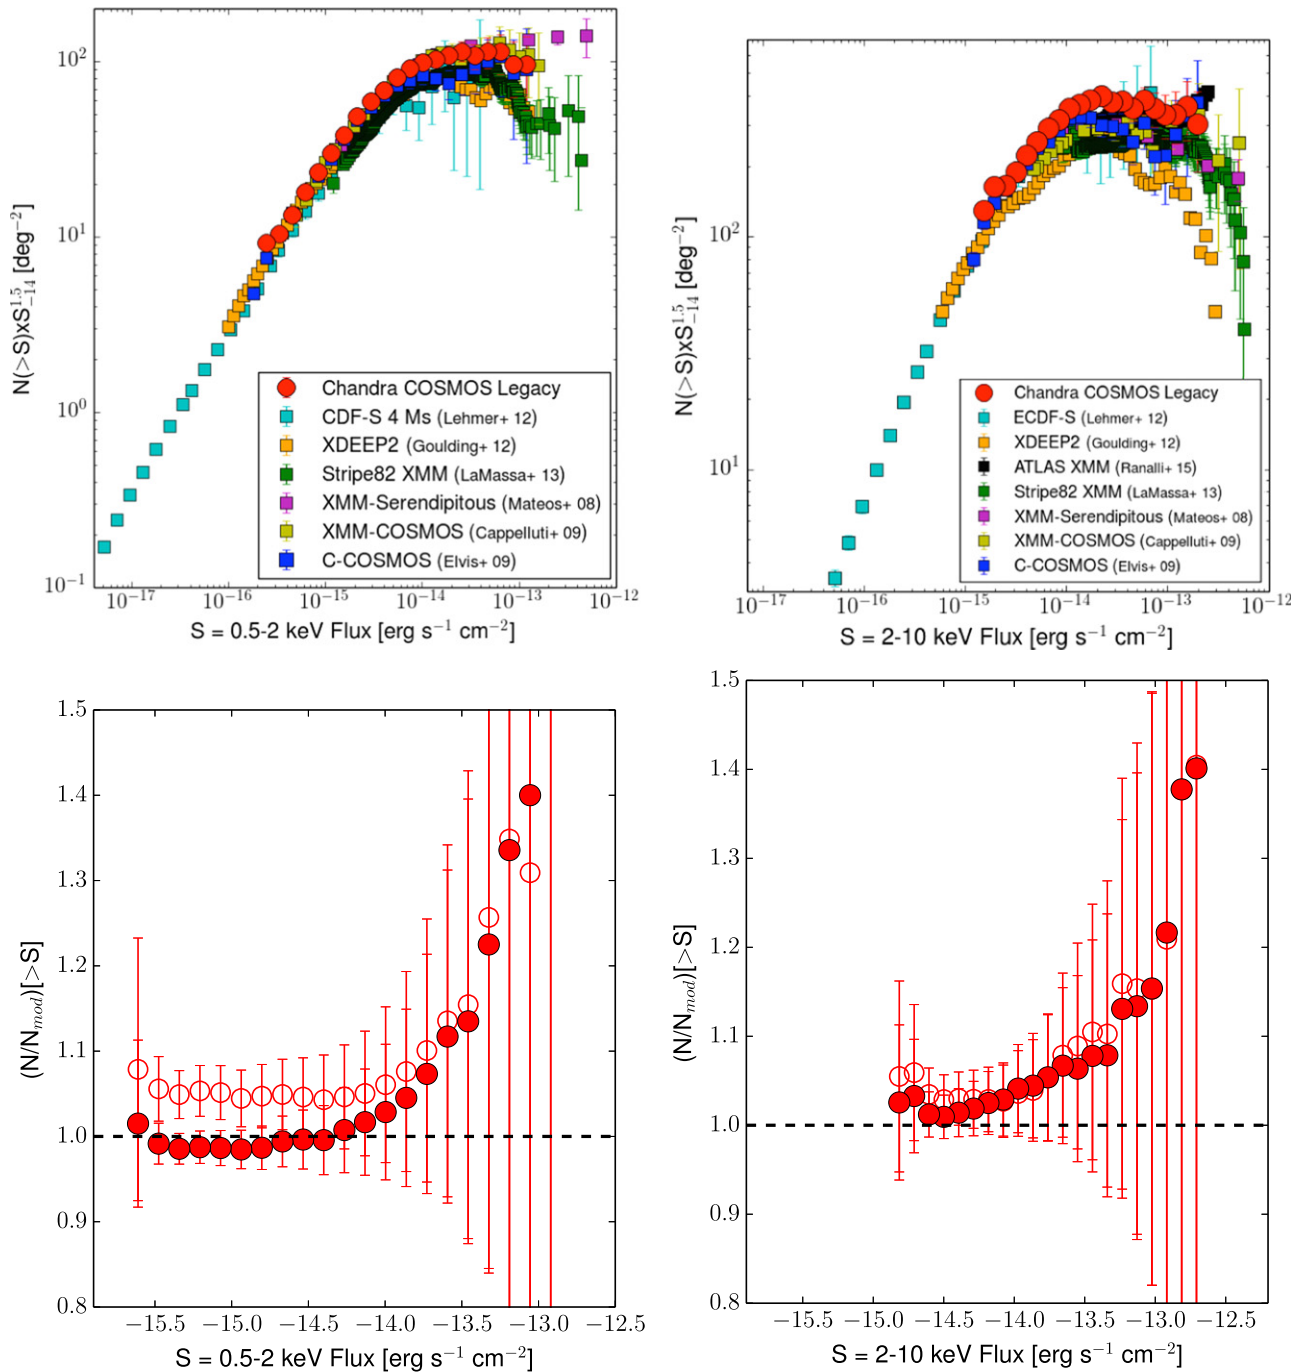 N(>S)xS_{-14}^{1.5} [deg^{-2}]
10^2
10^1
10^0
10^{-1}
Chandra COSMOS Legacy
CDF-S 4 Ms (Lehmer+ 12)
XDEEP2 (Goulding+ 12)
Stripe82 XMM (LaMassa+ 13)
XMM-Serendipitous (Mateos+ 08)
XMM-COSMOS (Cappelluti+ 09)
C-COSMOS (Elvis+ 09)
10^{-17} 10^{-16} 10^{-15} 10^{-14} 10^{-13} 10^{-12}
S = 0.5-2 keV Flux [erg s^{-1} cm^{-2}]
N(>S)xS_{-14}^{1.5} [deg^{-2}]
10^2
10^1
Chandra COSMOS Legacy
ECDF-S (Lehmer+ 12)
XDEEP2 (Goulding+ 12)
ATLAS XMM (Ranalli+ 15)
Stripe82 XMM (LaMassa+ 13)
XMM-Serendipitous (Mateos+ 08)
XMM-COSMOS (Cappelluti+ 09)
C-COSMOS (Elvis+ 09)
10^{-17} 10^{-16} 10^{-15} 10^{-14} 10^{-13} 10^{-12}
S = 2-10 keV Flux [erg s^{-1} cm^{-2}]
(N/N_{mod})[>S]
1.5
1.4
1.3
1.2
1.1
1.0
0.9
0.8
−15.5 −15.0 −14.5 −14.0 −13.5 −13.0 −12.5
S = 0.5-2 keV Flux [erg s^{-1} cm^{-2}]
(N/N_{mod})[>S]
1.5
1.4
1.3
1.2
1.1
1.0
0.9
0.8
−15.5 −15.0 −14.5 −14.0 −13.5 −13.0 −12.5
S = 2-10 keV Flux [erg s^{-1} cm^{-2}]